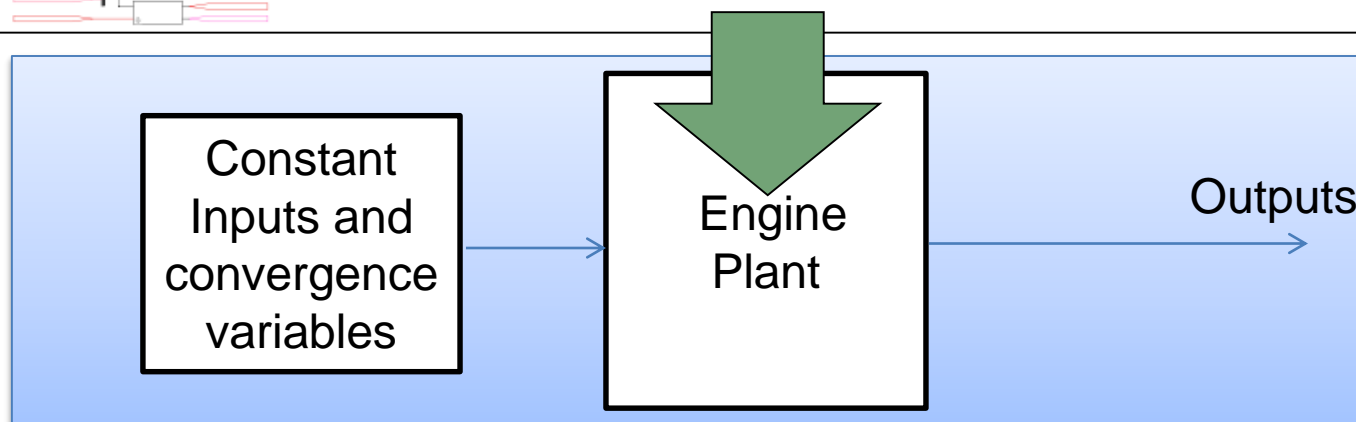 Constant
Inputs and
convergence
variables
Engine
Plant
Outputs